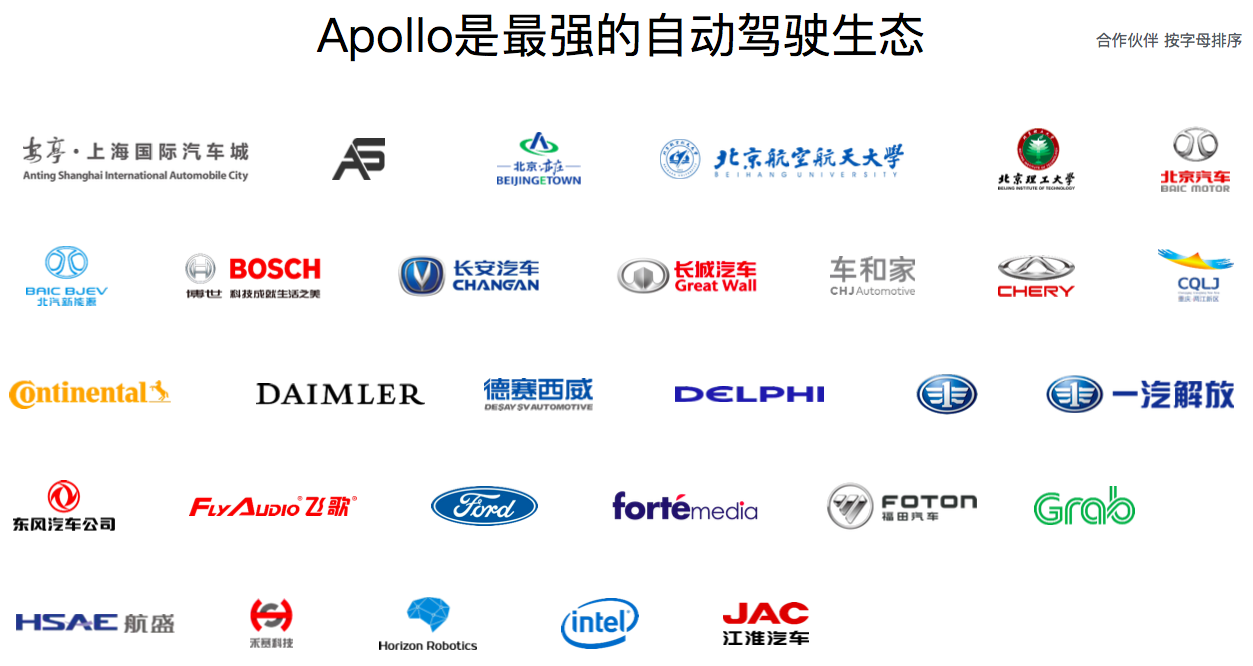 Apollo是最强的自动驾驶生态
合作伙伴 按字母排序
安亭·上海国际汽车城
Anting Shanghai International Automobile City
北京·亦庄
BEIJINGETOWN
北京航空航天大學
BEIHANG UNIVERSITY
北京理工大学
BEIJING INSTITUTE OF TECHNOLOGY
北京汽车
BAIC MOTOR
BAIC BJEV
北汽新能源
BOSCH
博世 科技成就生活之美
长安汽车
CHANGAN
长城汽车
Great Wall
车和家
CHJ Automotive
CHERY
CQLJ
重庆·两江新区
Continental
DAIMLER
德赛西威
DESAY SV AUTOMOTIVE
DELPHI
一汽解放
东风汽车公司
FLYAUDIO® 飞歌®
Ford
fortémedia
FOTON
福田汽车
Grab
HSAE 航盛
禾赛科技
Horizon Robotics
intel
JAC
江淮汽车